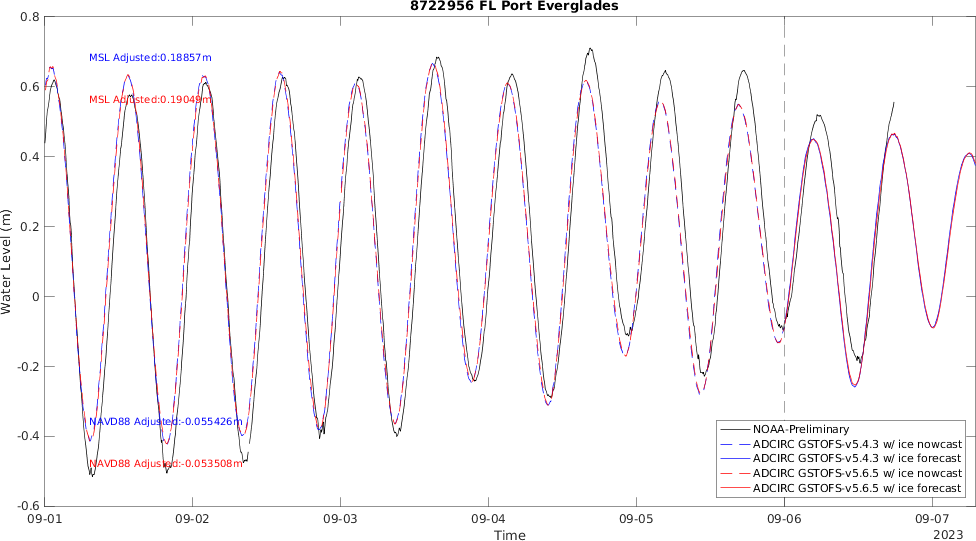 8722956 FL Port Everglades
0.8
MSL Adjusted:0.18857m
0.6
MSL Adjusted:0.19049m
0.4
0.2
0
-0.2
NAVD88 Adjusted:-0.055426m
-0.4
NAVD88 Adjusted:-0.053508m
-0.6
Water Level (m)
NOAA-Preliminary
ADCIRC GSTOFS-v5.4.3 w/ ice nowcast
ADCIRC GSTOFS-v5.4.3 w/ ice forecast
ADCIRC GSTOFS-v5.6.5 w/ ice nowcast
ADCIRC GSTOFS-v5.6.5 w/ ice forecast
09-01 09-02 09-03 09-04 09-05 09-06 09-07
Time
2023